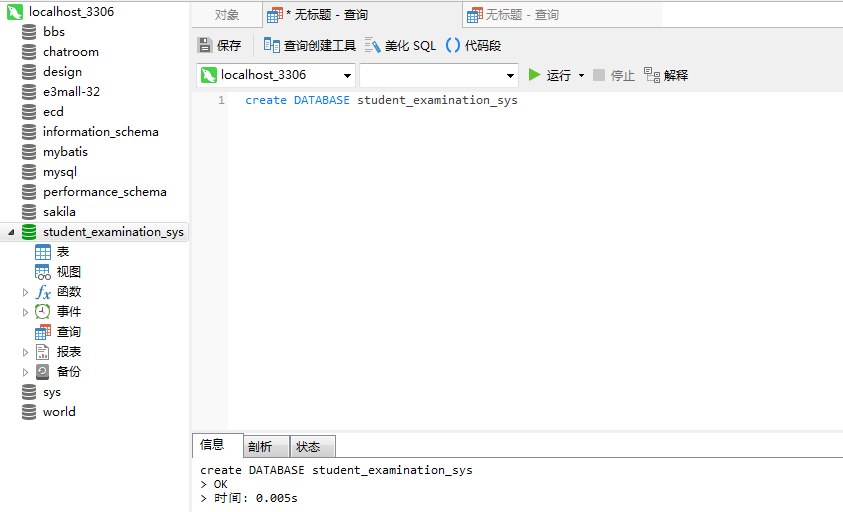 localhost_3306
bbs
chatroom
design
e3mall-32
ecd
information_schema
mybatis
mysql
performance_schema
sakila
student_examination_sys
表
视图
函数
事件
查询
报表
备份
sys
world
对象 * 无标题 - 查询 无标题 - 查询
保存 查询创建工具 美化 SQL () 代码段
localhost_3306 运行 停止 解释
1 create DATABASE student_examination_sys
信息 剖析 状态
create DATABASE student_examination_sys
> OK
> 时间: 0.005s